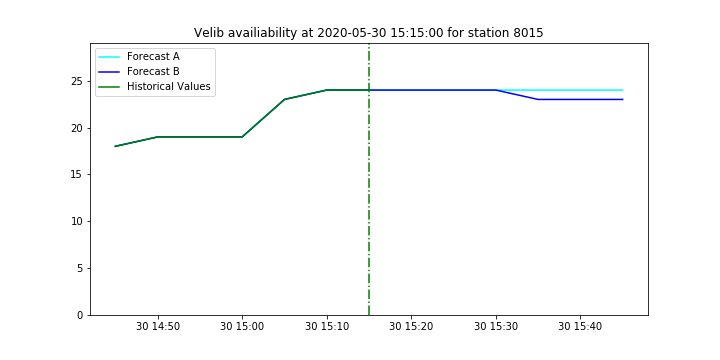 Velib availiability at 2020-05-30 15:15:00 for station 8015
Forecast A
Forecast B
Historical Values
25
20
15
10
5
0
30 14:50 30 15:00 30 15:10 30 15:20 30 15:30 30 15:40